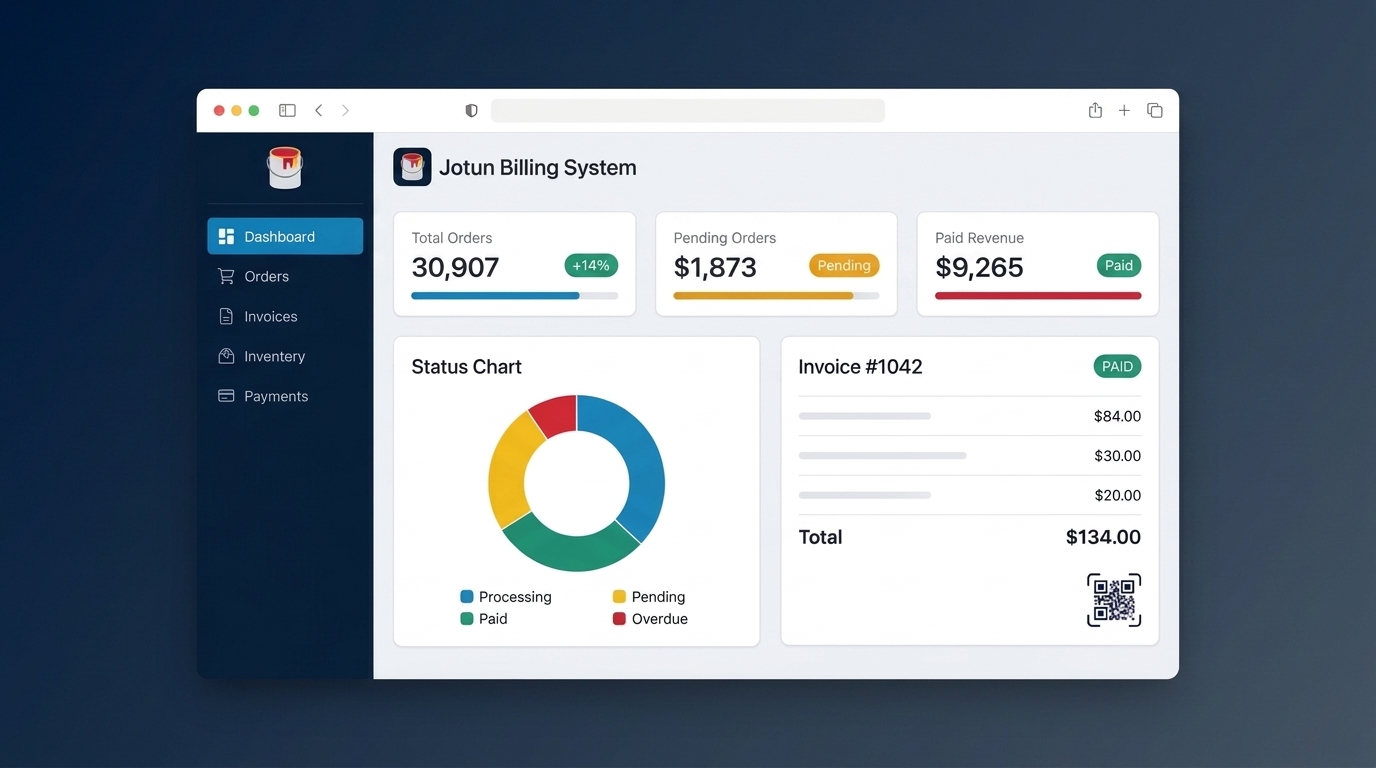 Jotun Billing System
Dashboard
Orders
Invoices
Inventory
Payments
Total Orders
30,907
+14%
Pending Orders
$1,873
Pending
Paid Revenue
$9,265
Paid
Status Chart
Processing
Pending
Paid
Overdue
Invoice #1042
PAID
$84.00
$30.00
$20.00
Total
$134.00